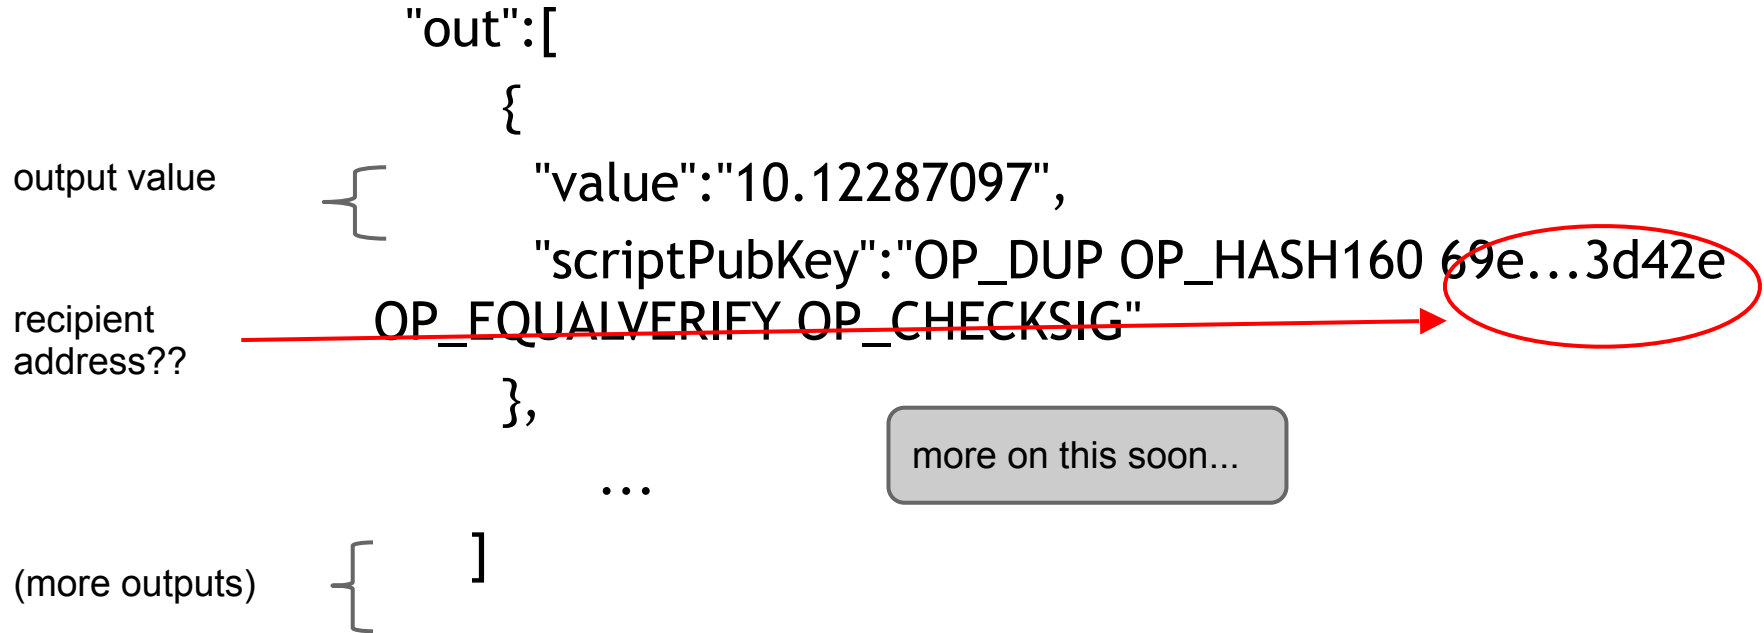 "out":[
{
output value
"value":"10.12287097",
"scriptPubKey":"OP_DUP OP_HASH160 69e...3d42e
OP_EQUALVERIFY OP_CHECKSIG"
recipient
address??
},
more on this soon...
...
]
(more outputs)